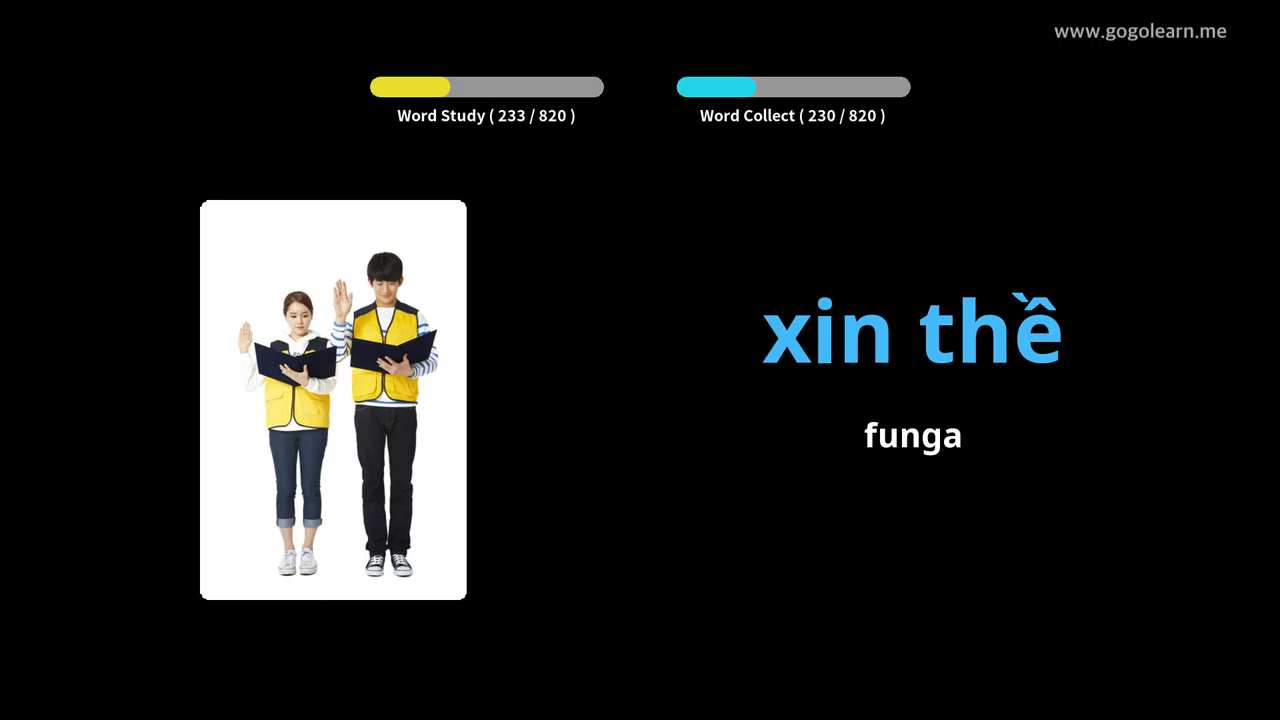 www.gogolearn.me
Word Study ( 233 / 820 )
Word Collect ( 230 / 820 )
xin thề
funga